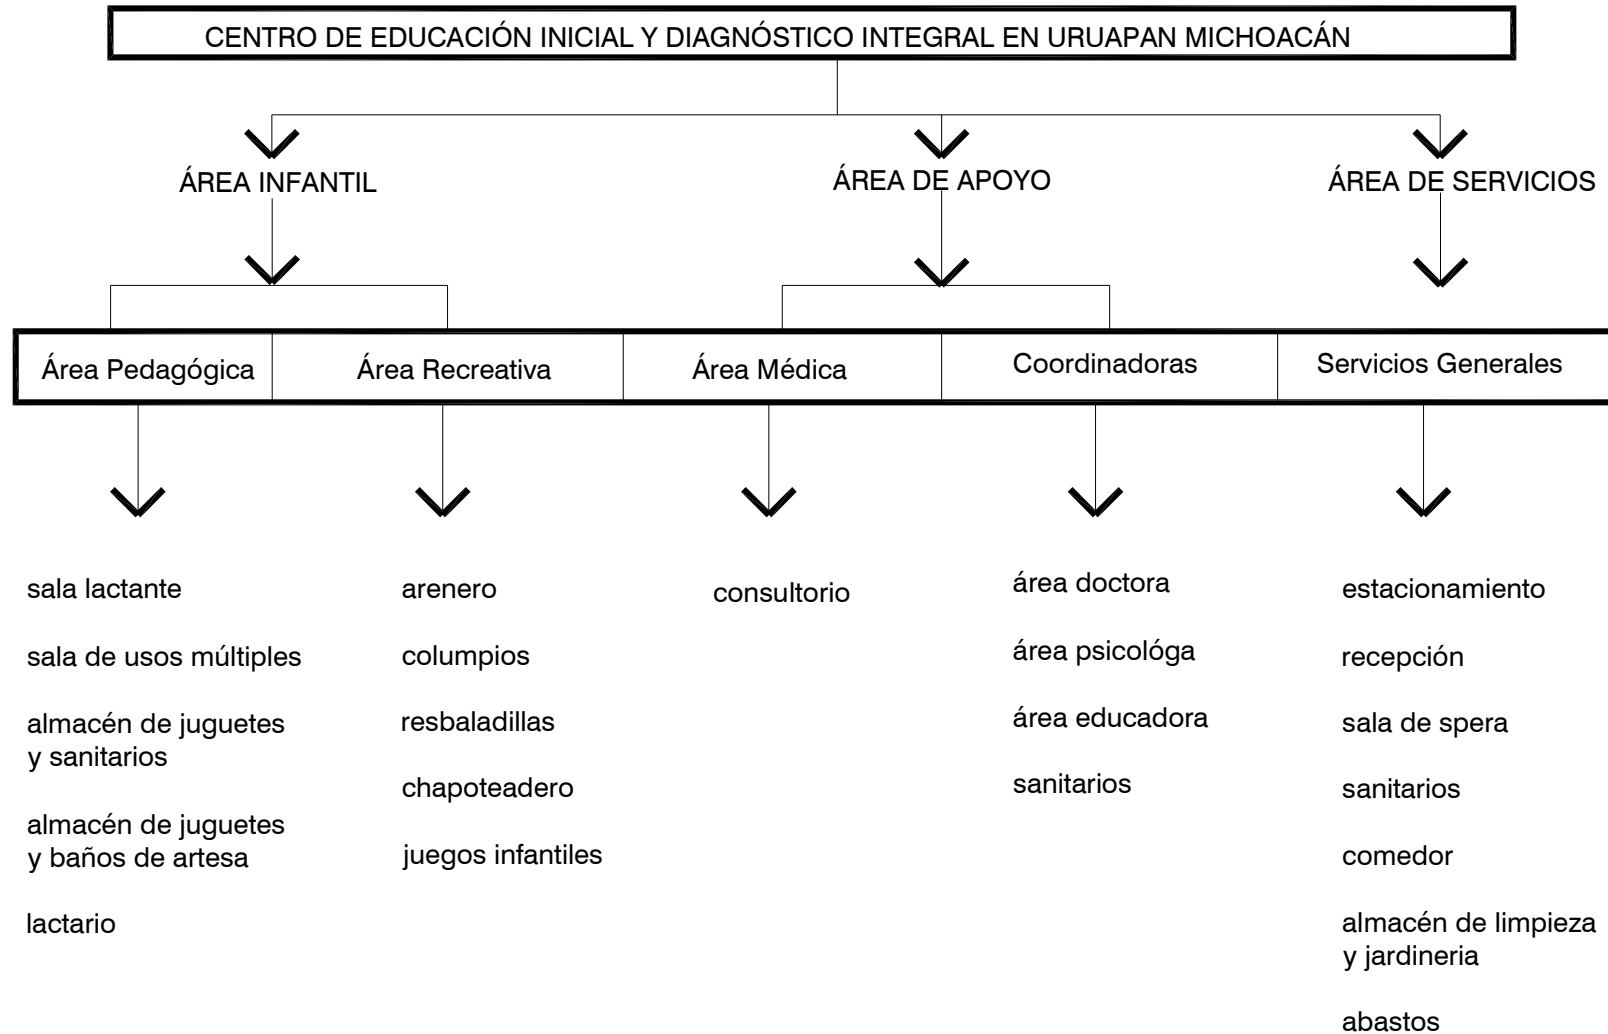 CENTRO DE EDUCACIÓN INICIAL Y DIAGNÓSTICO INTEGRAL EN URUAPAN MICHOACÁN
ÁREA INFANTIL
ÁREA DE APOYO
ÁREA DE SERVICIOS
Área Pedagógica
Área Recreativa
Área Médica
Coordinadoras
Servicios Generales
sala lactante
sala de usos múltiples
almacén de juguetes
y sanitarios
almacén de juguetes
y baños de artesa
lactario
arenero
columpios
resbaladillas
chapoteadero
juegos infantiles
consultorio
área doctora
área psicológa
área educadora
sanitarios
estacionamiento
recepción
sala de spera
sanitarios
comedor
almacén de limpieza
y jardineria
abastos